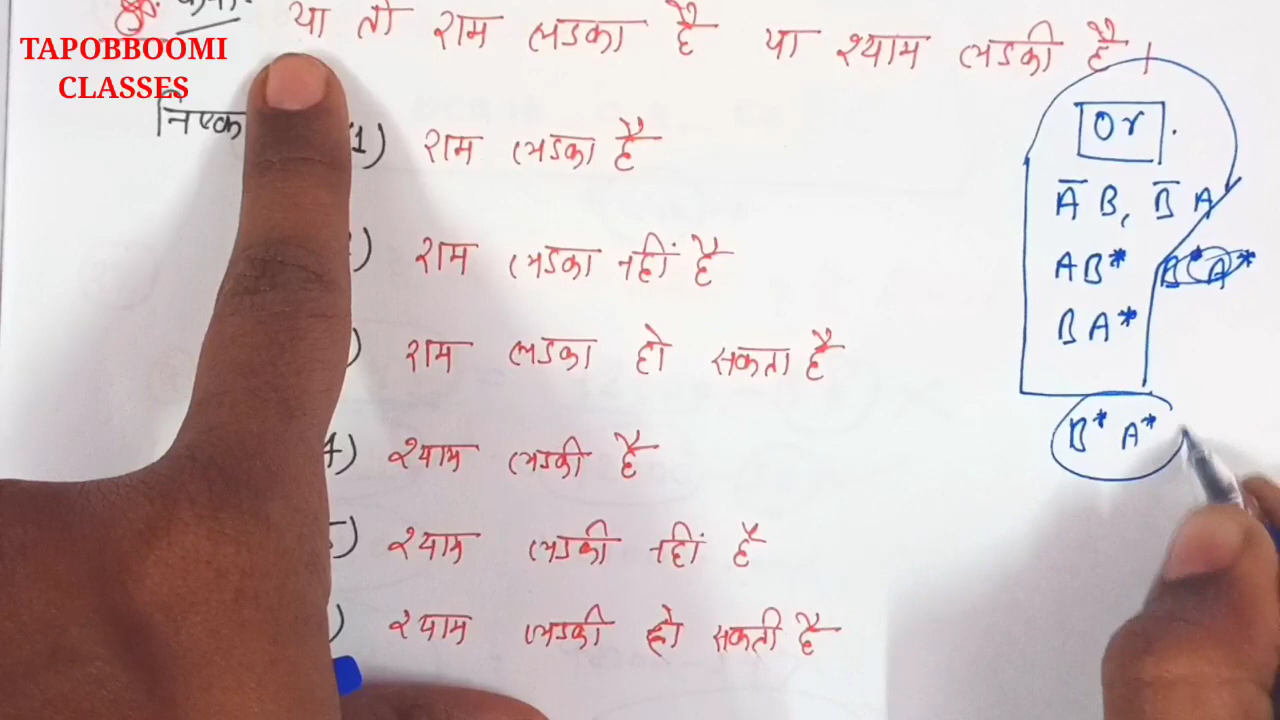 या तो राम लडका है या श्याम लडकी है।
TAPOBBOOMI
CLASSES
1) राम लडका है
) राम लडका नहीं है
) राम लडका हो सकता है
4) श्याम लडकी है
5) श्याम लडकी नहीं है
) श्याम लडकी हो सकती है
Or
A̅ B, B̅ A
AB*
BA*
B* A*